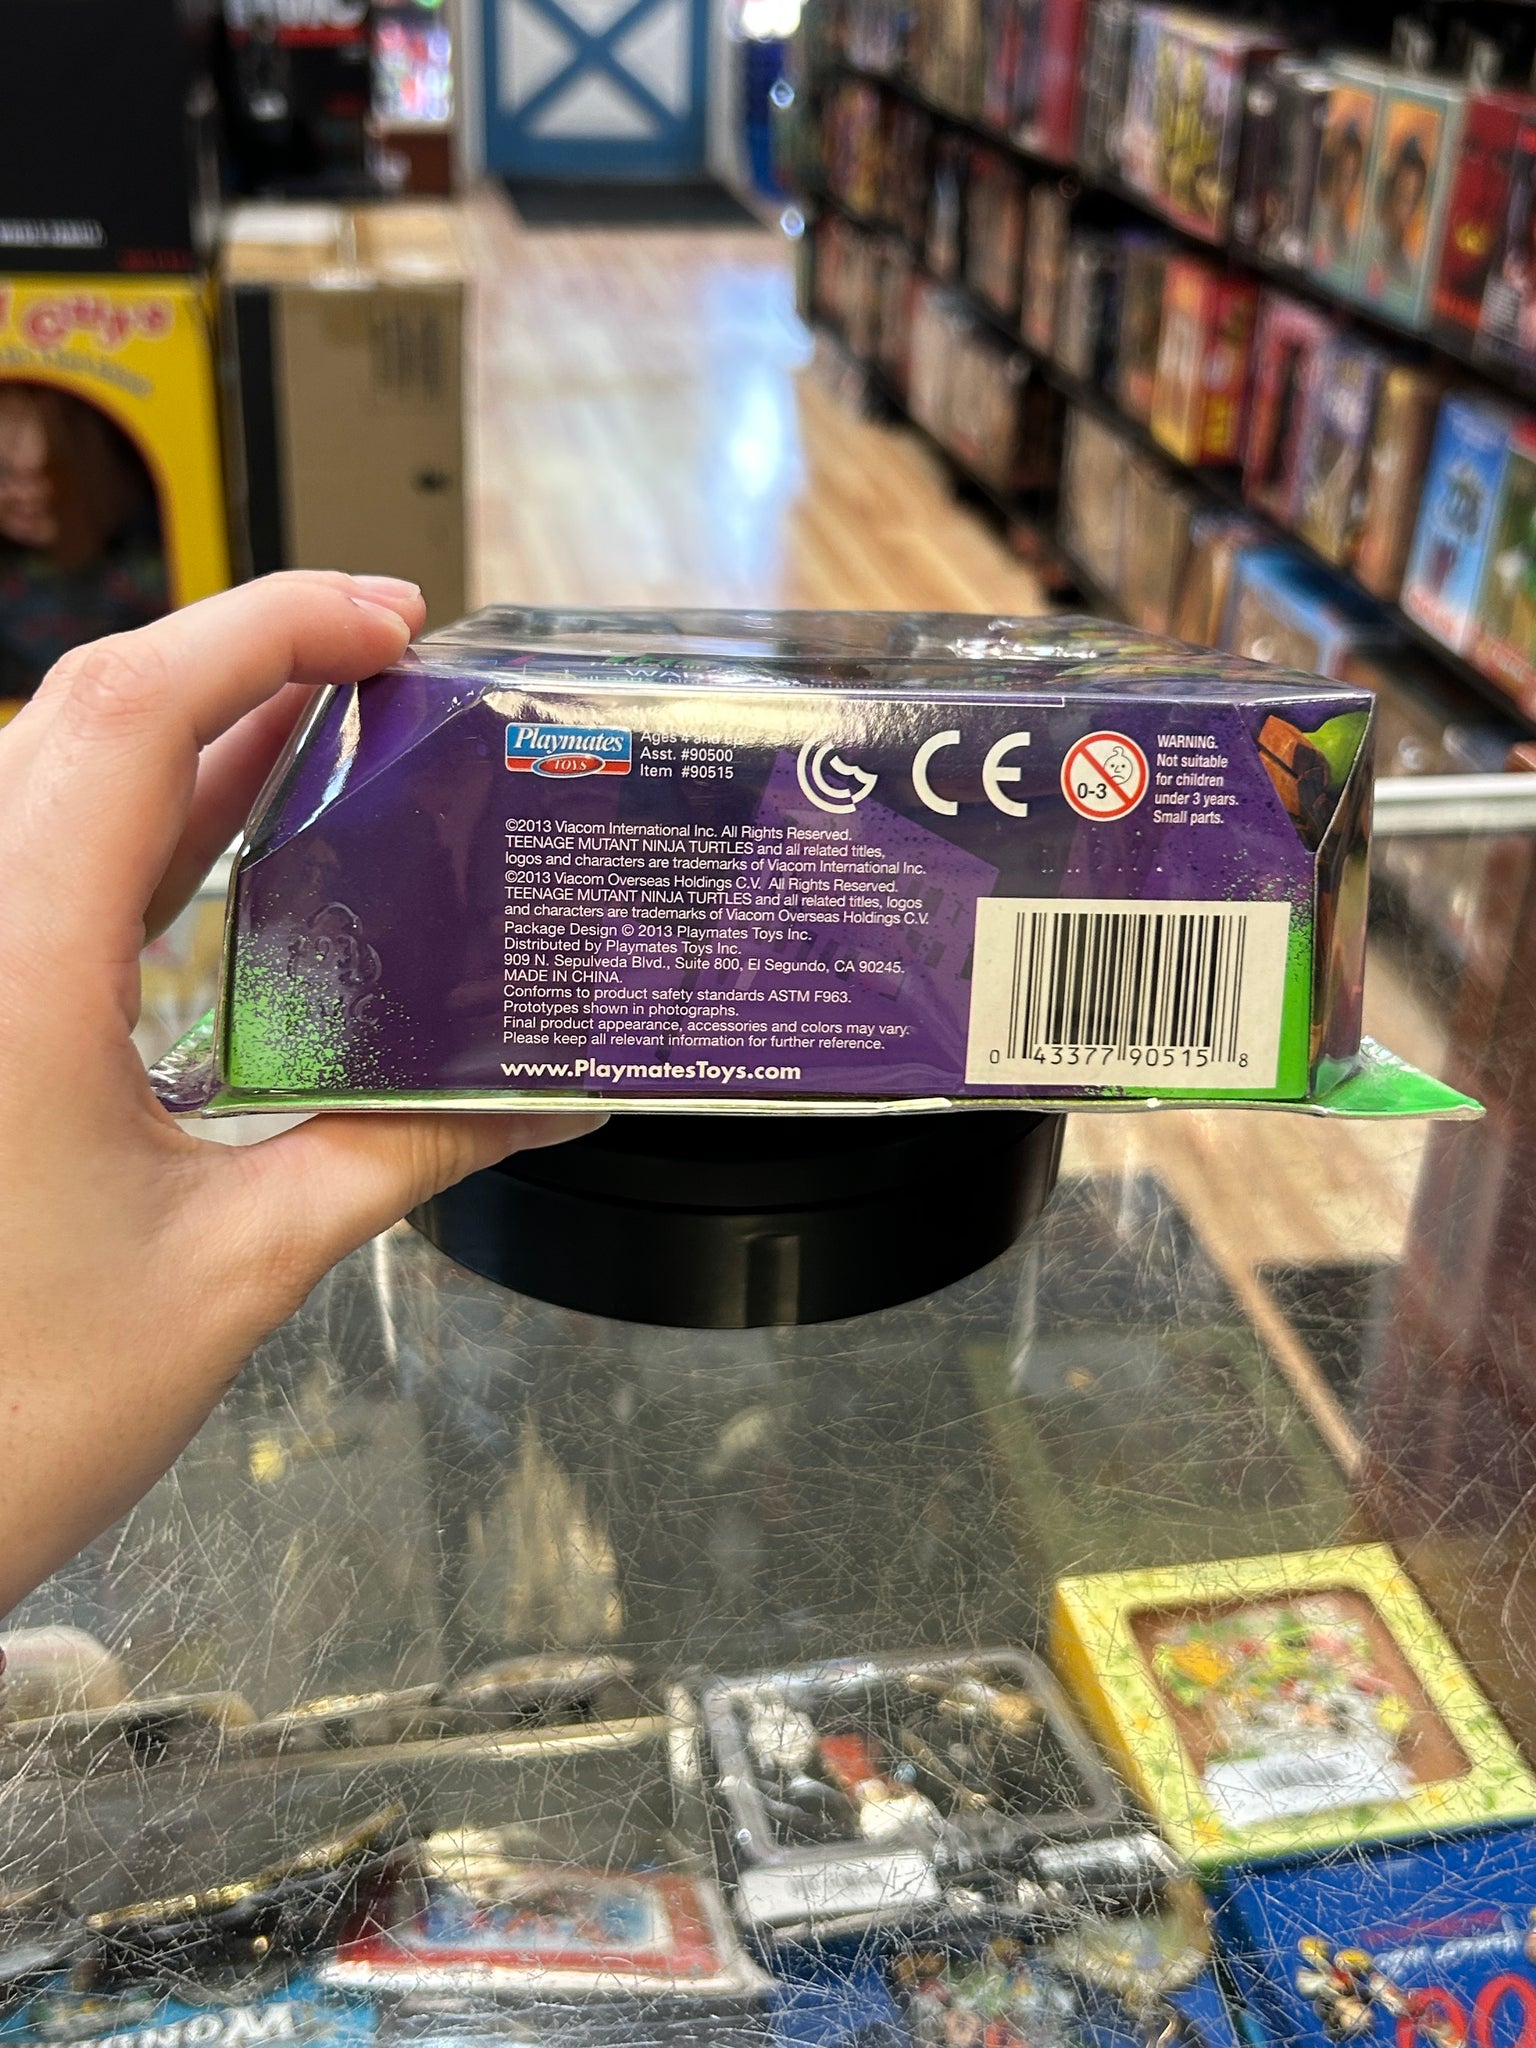 Playmates
TOYS
Ages 4 and up
Asst. #90500
Item #90515
CE
0-3
WARNING.
Not suitable
for children
under 3 years.
Small parts.
©2013 Viacom International Inc. All Rights Reserved.
TEENAGE MUTANT NINJA TURTLES and all related titles,
logos and characters are trademarks of Viacom International Inc.
©2013 Viacom Overseas Holdings C.V. All Rights Reserved.
TEENAGE MUTANT NINJA TURTLES and all related titles, logos
and characters are trademarks of Viacom Overseas Holdings C.V.
Package Design © 2013 Playmates Toys Inc.
Distributed by Playmates Toys Inc.
909 N. Sepulveda Blvd., Suite 800, El Segundo, CA 90245.
MADE IN CHINA.
Conforms to product safety standards ASTM F963.
Prototypes shown in photographs.
Final product appearance, accessories and colors may vary.
Please keep all relevant information for further reference.
www.PlaymatesToys.com
0 43377 90515 8